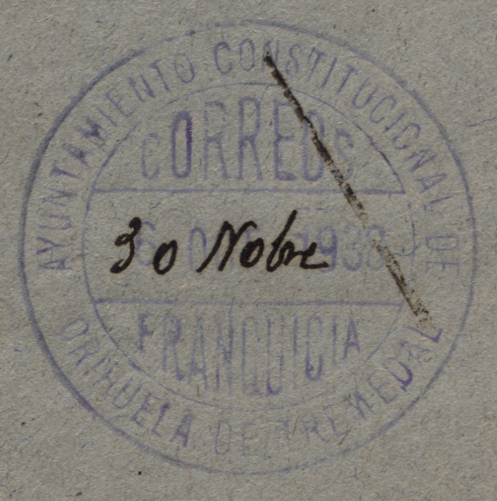 AYUNTAMIENTO CONSTITUCIONAL DE
CORREOS
30 Nobre
FRANQUICIA
ORIHUELA DEL TREMEDAL